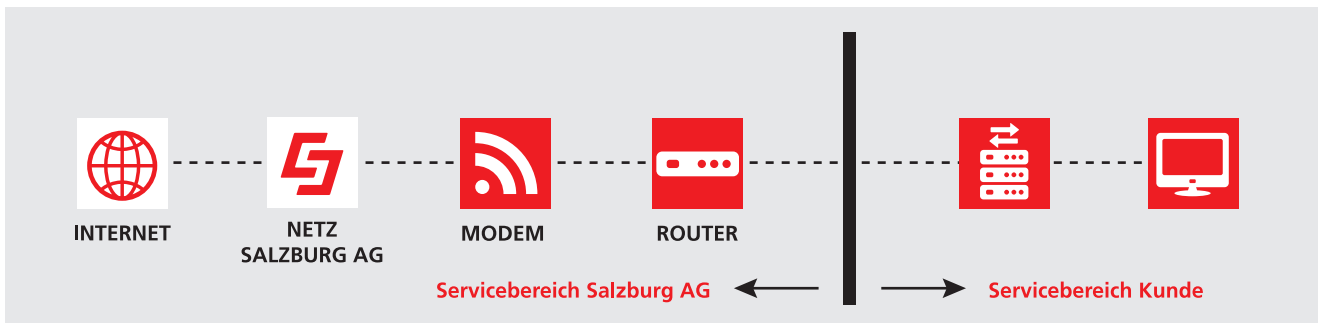 INTERNET
NETZ
SALZBURG AG
MODEM
ROUTER
Servicebereich Salzburg AG
Servicebereich Kunde